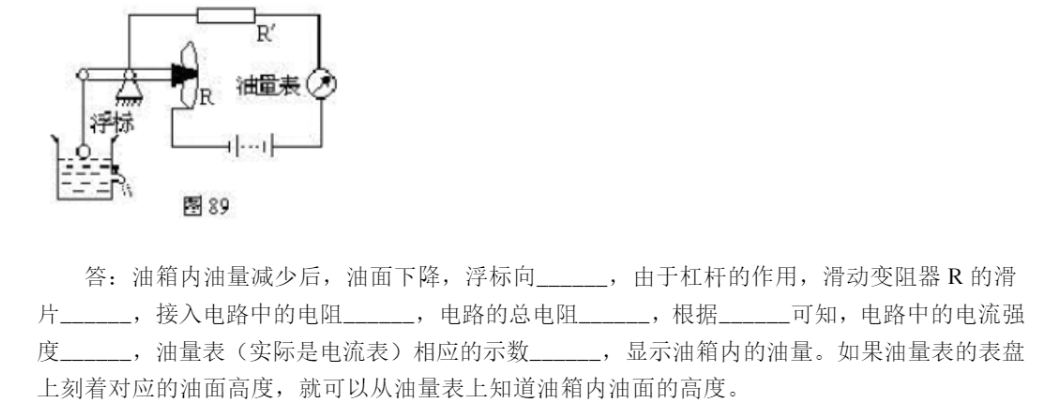 R′
油量表
R
浮标
图 89
答：油箱内油量减少后，油面下降，浮标向______，由于杠杆的作用，滑动变阻器 R 的滑
片______，接入电路中的电阻______，电路的总电阻______，根据______可知，电路中的电流强
度______，油量表（实际是电流表）相应的示数______，显示油箱内的油量。如果油量表的表盘
上刻着对应的油面高度，就可以从油量表上知道油箱内油面的高度。